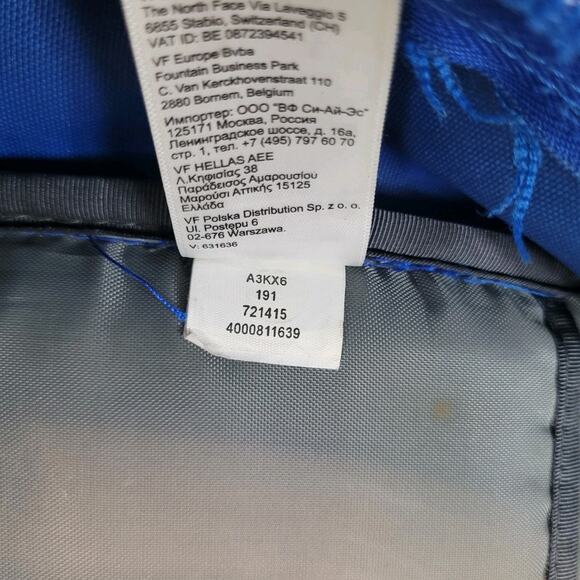 The North Face Via Laveggio 5
6855 Stabio, Switzerland (CH)
VAT ID: BE 0872394541
VF Europe Bvba
Fountain Business Park
C. Van Kerckhovenstraat 110
2880 Bornem, Belgium
Импортер: ООО "ВФ Си-Ай-Эс"
125171 Москва, Россия
Ленинградское шоссе, д. 16а,
стр. 1, тел. +7 (495) 797 60 70
VF HELLAS AEE
Λ.Κηφισίας 38
Παράδεισος Αμαρουσίου
Μαρούσι Αττικής 15125
Ελλάδα
VF Polska Distribution Sp. z o. o.
Ul. Postępu 6
02-676 Warszawa.
V: 631636
A3KX6
191
721415
4000811639